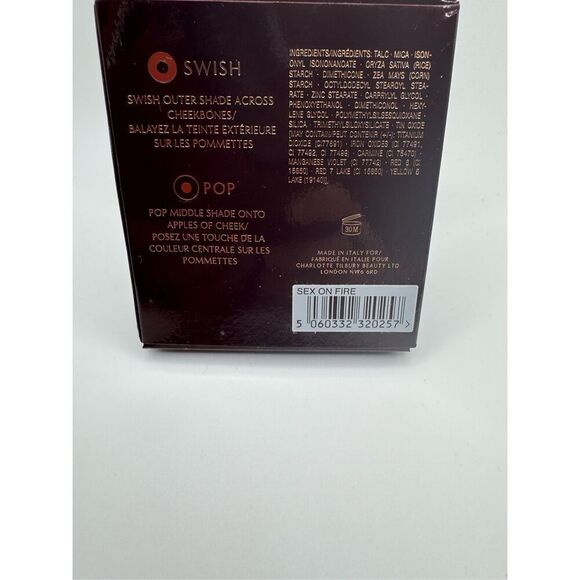 SWISH
SWISH OUTER SHADE ACROSS
CHEEKBONES/
BALAYEZ LA TEINTE EXTÉRIEURE
SUR LES POMMETTES
POP
POP MIDDLE SHADE ONTO
APPLES OF CHEEK/
POSEZ UNE TOUCHE DE LA
COULEUR CENTRALE SUR LES
POMMETTES
INGREDIENTS/INGRÉDIENTS: TALC · MICA · ISON-
ONYL ISONONANOATE · ORYZA SATIVA (RICE)
STARCH · DIMETHICONE · ZEA MAYS (CORN)
STARCH · OCTYLDODECYL STEAROYL STEA-
RATE · ZINC STEARATE · CAPRYLYL GLYCOL ·
PHENOXYETHANOL · DIMETHICONOL · HEXY-
LENE GLYCOL · POLYMETHYLSILSESQUIOXANE ·
SILICA · TRIMETHYLSILOXYSILICATE · TIN OXIDE
[MAY CONTAIN/PEUT CONTENIR (+/-): TITANIUM
DIOXIDE (CI77891) · IRON OXIDES (CI 77491,
CI 77492, CI 77499) · CARMINE (CI 75470) ·
MANGANESE VIOLET (CI 77742) · RED 6 (CI
15850) · RED 7 LAKE (CI 15850) · YELLOW 5
LAKE (19140)]
30M
MADE IN ITALY FOR/
FABRIQUÉ EN ITALIE POUR
CHARLOTTE TILBURY BEAUTY LTD
LONDON NW6 6RD
SEX ON FIRE
5 060332 320257 >